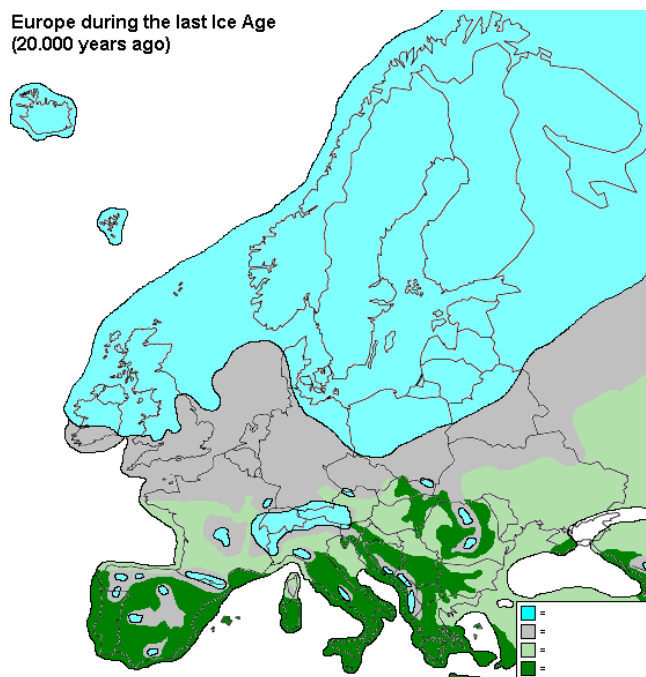 Europe during the last Ice Age
(20.000 years ago)
=
=
=
=